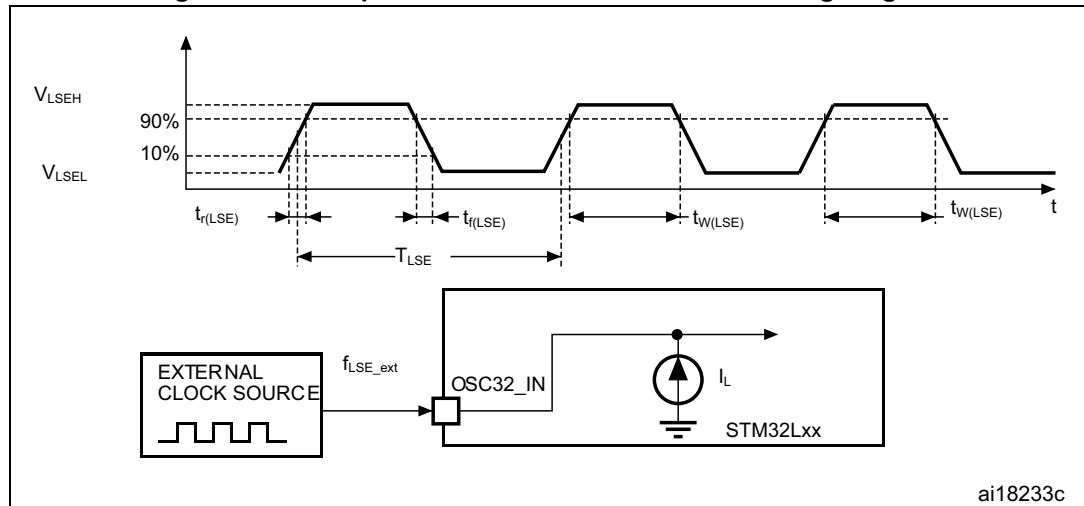 V_LSEH
90%
10%
V_LSEL
t_r(LSE)
t_f(LSE)
t_W(LSE)
t_W(LSE)
t
T_LSE
EXTERNAL
CLOCK SOURCE
f_LSE_ext
OSC32_IN
I_L
STM32Lxx
ai18233c